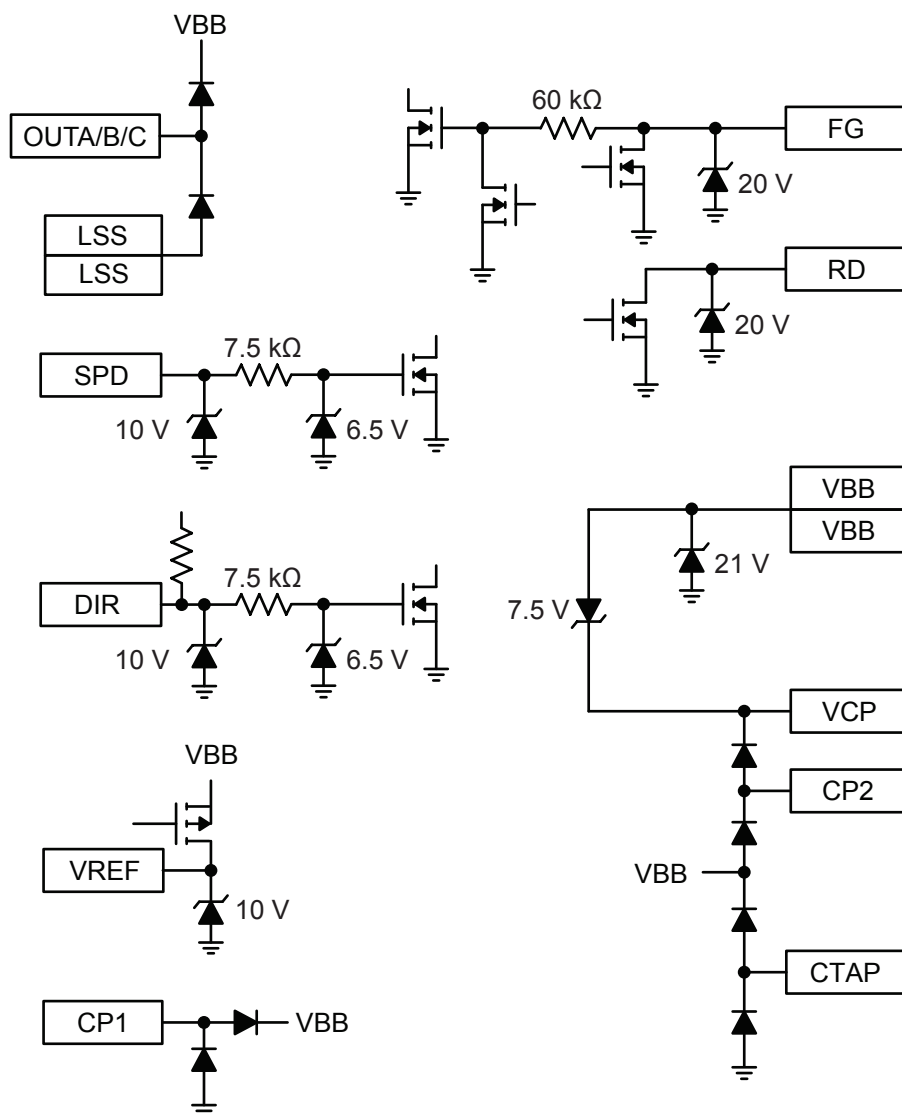 VBB
OUTA/B/C
LSS
LSS
60 kΩ
FG
20 V
RD
20 V
7.5 kΩ
SPD
10 V
6.5 V
7.5 kΩ
DIR
10 V
6.5 V
VBB
VBB
21 V
7.5 V
VCP
CP2
VBB
CTAP
VBB
VREF
10 V
CP1
VBB